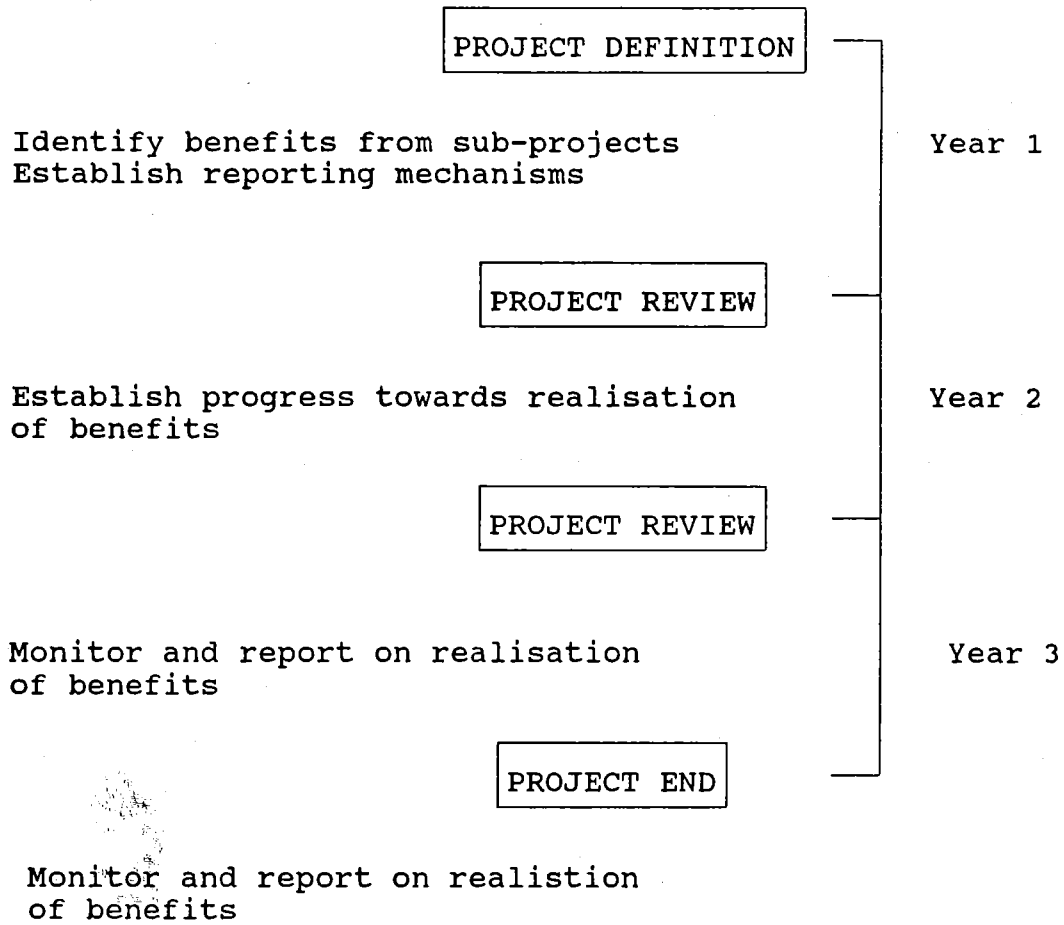 PROJECT DEFINITION
Identify benefits from sub-projects
Establish reporting mechanisms
Year 1
PROJECT REVIEW
Establish progress towards realisation
of benefits
Year 2
PROJECT REVIEW
Monitor and report on realisation
of benefits
Year 3
PROJECT END
Monitor and report on realistion
of benefits